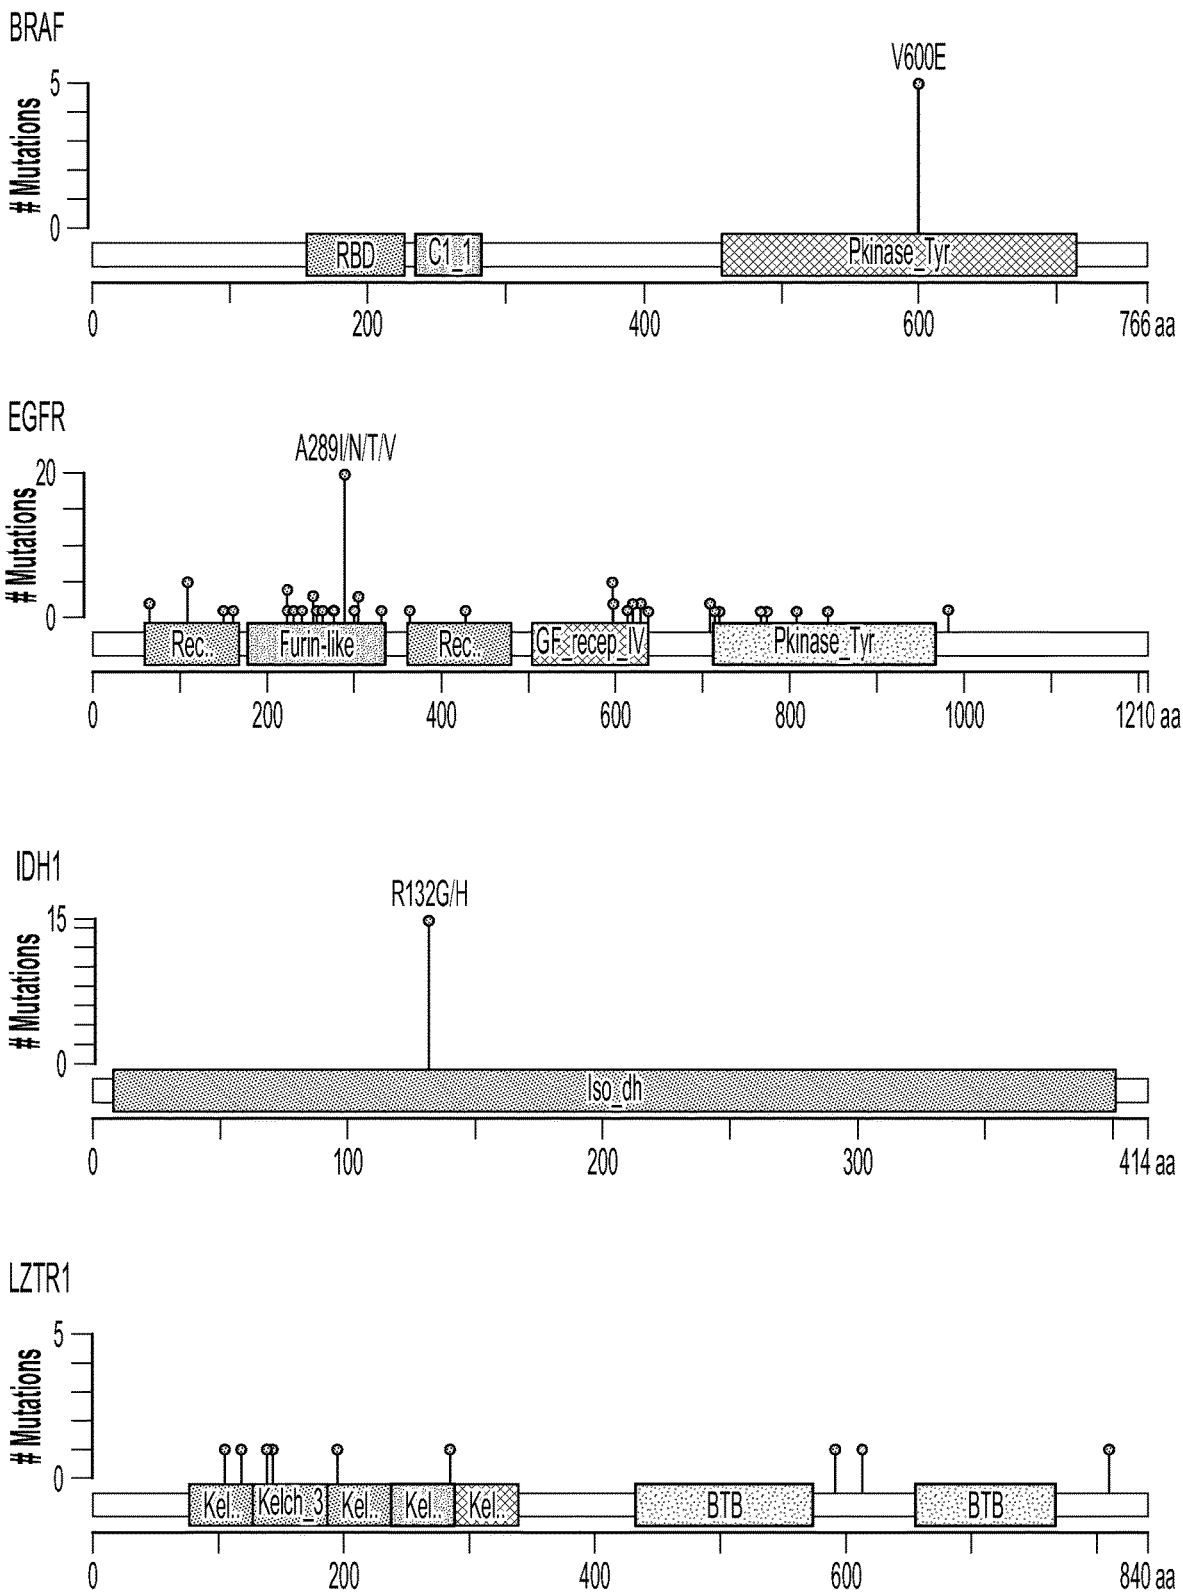 BRAF
V600E
5
# Mutations
0
RBD
C1_1
Pkinase_Tyr
0
200
400
600
766 aa
EGFR
A289I/N/T/V
20
# Mutations
0
Rec..
Furin-like
Rec..
GF_recep_IV
Pkinase_Tyr
0
200
400
600
800
1000
1210 aa
IDH1
R132G/H
15
# Mutations
0
Iso_dh
0
100
200
300
414 aa
LZTR1
5
# Mutations
0
Kel..
Kelch_3
Kel..
Kel..
Kel..
BTB
BTB
0
200
400
600
840 aa